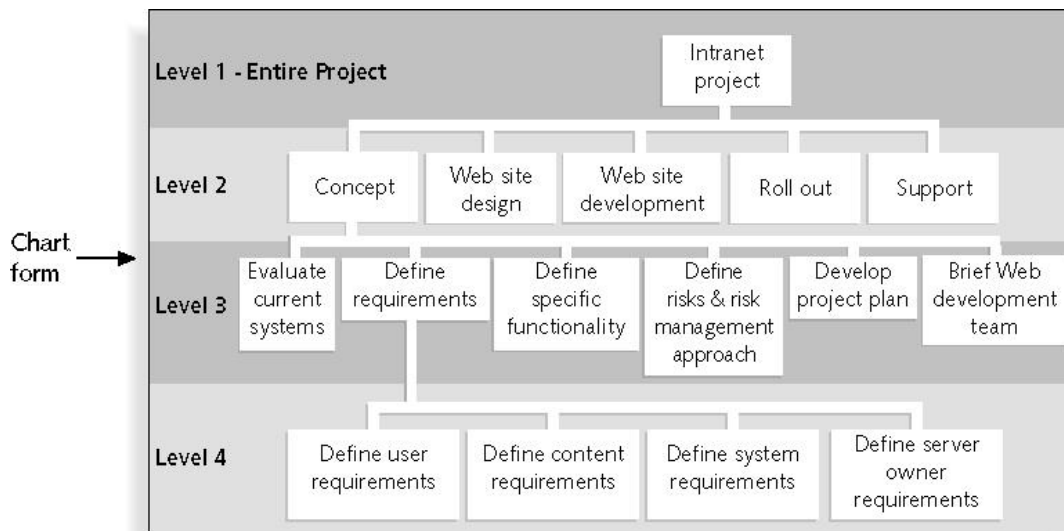 Level 1 - Entire Project
Intranet
project
Level 2
Concept
Web site
design
Web site
development
Roll out
Support
Chart
form
Level 3
Evaluate
current
systems
Define
requirements
Define
specific
functionality
Define
risks & risk
management
approach
Develop
project plan
Brief Web
development
team
Level 4
Define user
requirements
Define content
requirements
Define system
requirements
Define server
owner
requirements